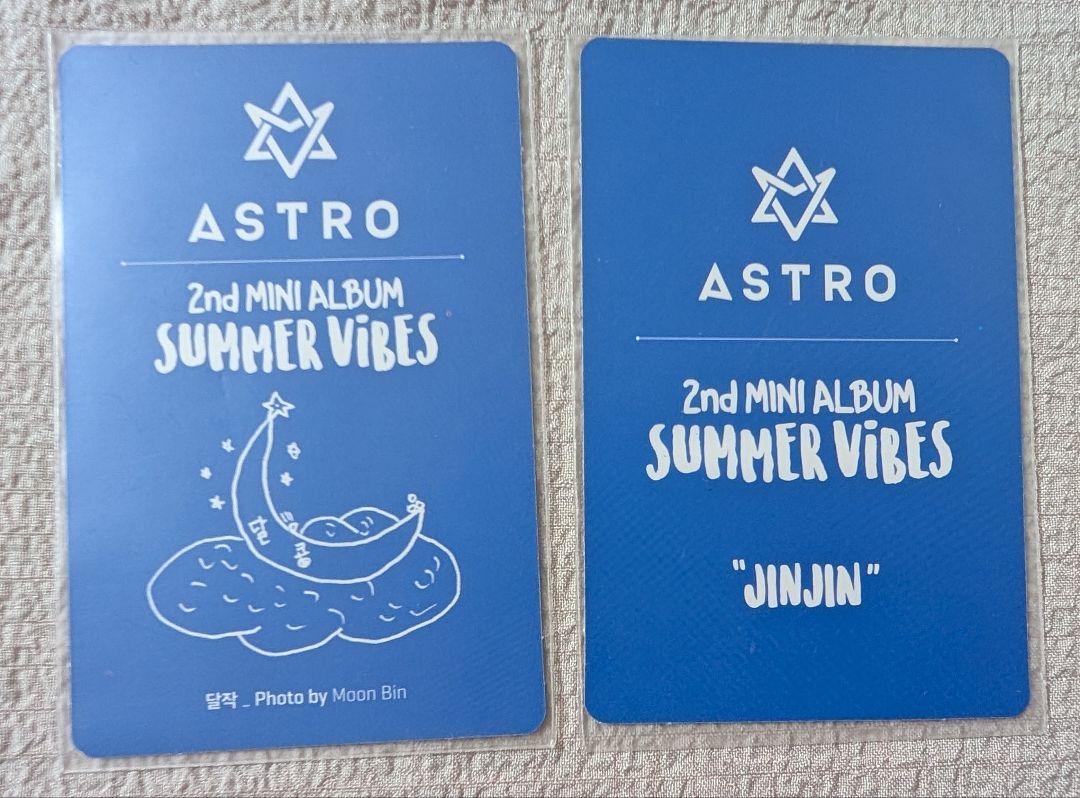 ASTRO
2nd MINI ALBUM
SUMMER ViBES
달콩
달작 _ Photo by Moon Bin
ASTRO
2nd MINI ALBUM
SUMMER ViBES
"JINJIN"